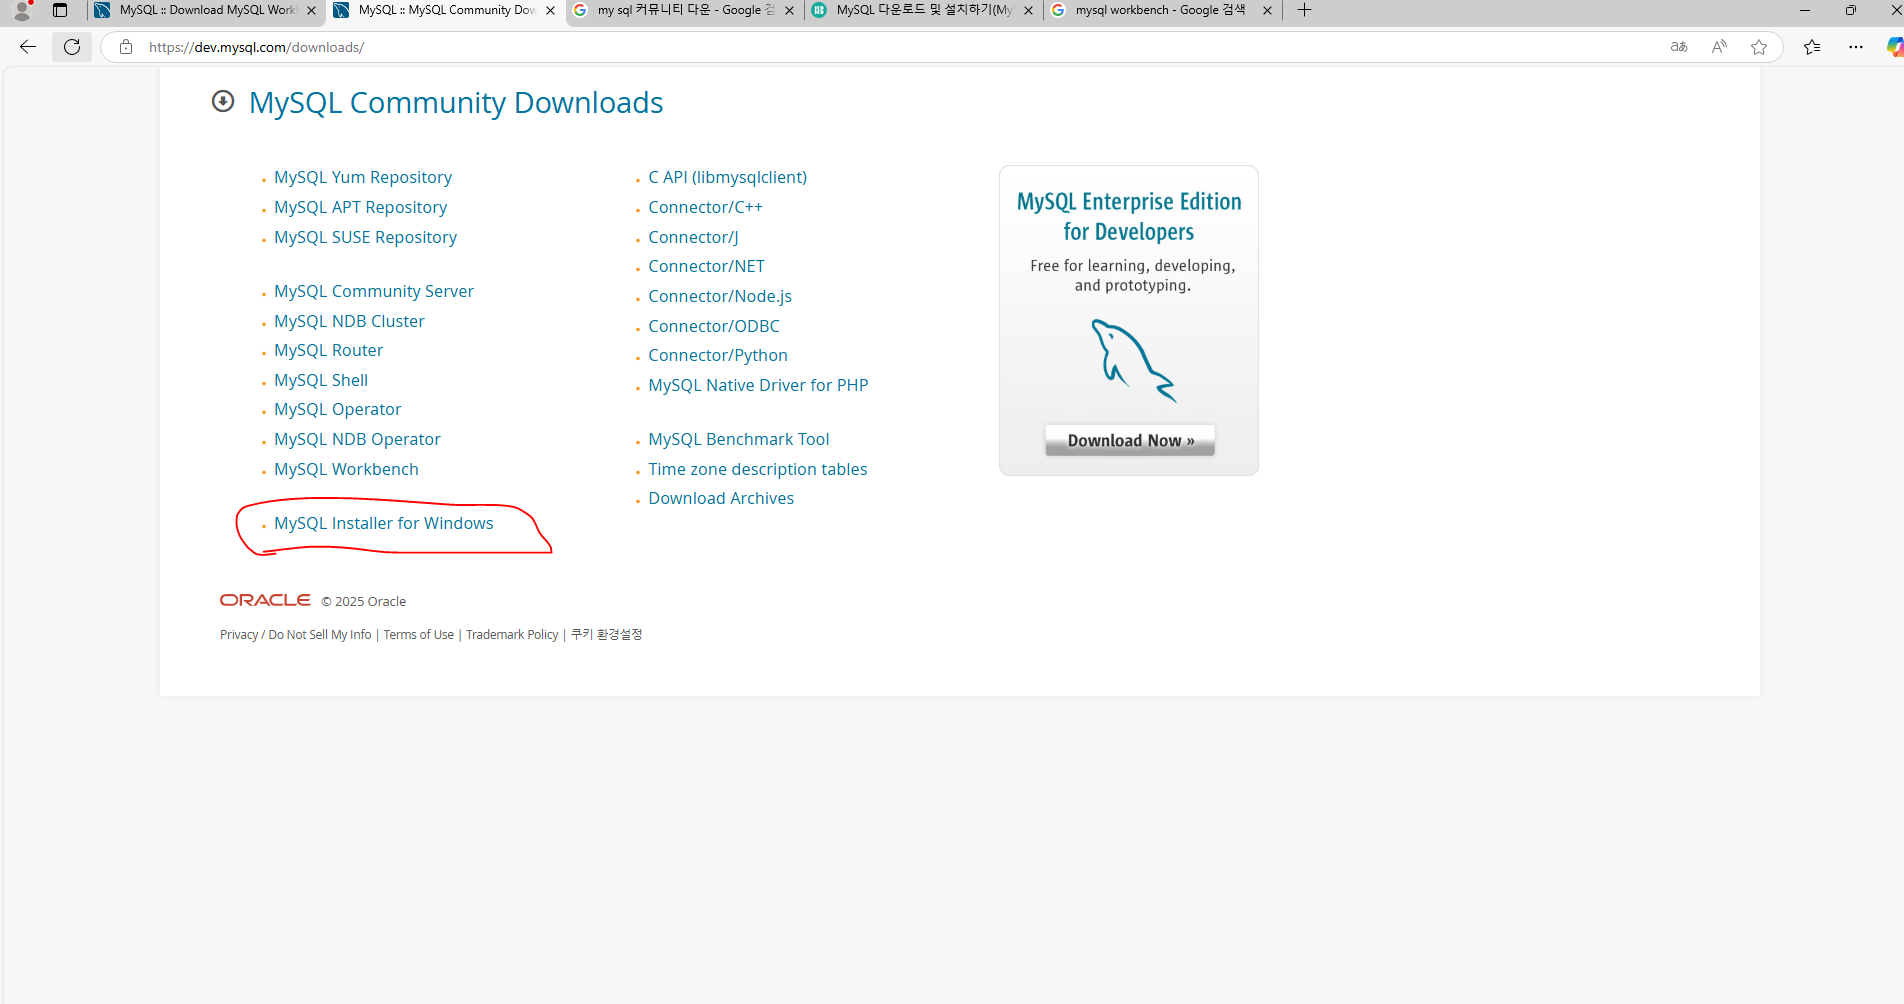 MySQL :: Download MySQL Work
MySQL :: MySQL Community Dow
my sql 커뮤니티 다운 - Google 검
MySQL 다운로드 및 설치하기(My
mysql workbench - Google 검색
https://dev.mysql.com/downloads/
MySQL Community Downloads
MySQL Yum Repository
MySQL APT Repository
MySQL SUSE Repository
MySQL Community Server
MySQL NDB Cluster
MySQL Router
MySQL Shell
MySQL Operator
MySQL NDB Operator
MySQL Workbench
MySQL Installer for Windows
C API (libmysqlclient)
Connector/C++
Connector/J
Connector/NET
Connector/Node.js
Connector/ODBC
Connector/Python
MySQL Native Driver for PHP
MySQL Benchmark Tool
Time zone description tables
Download Archives
MySQL Enterprise Edition
for Developers
Free for learning, developing,
and prototyping.
Download Now »
ORACLE © 2025 Oracle
Privacy / Do Not Sell My Info | Terms of Use | Trademark Policy | 쿠키 환경설정